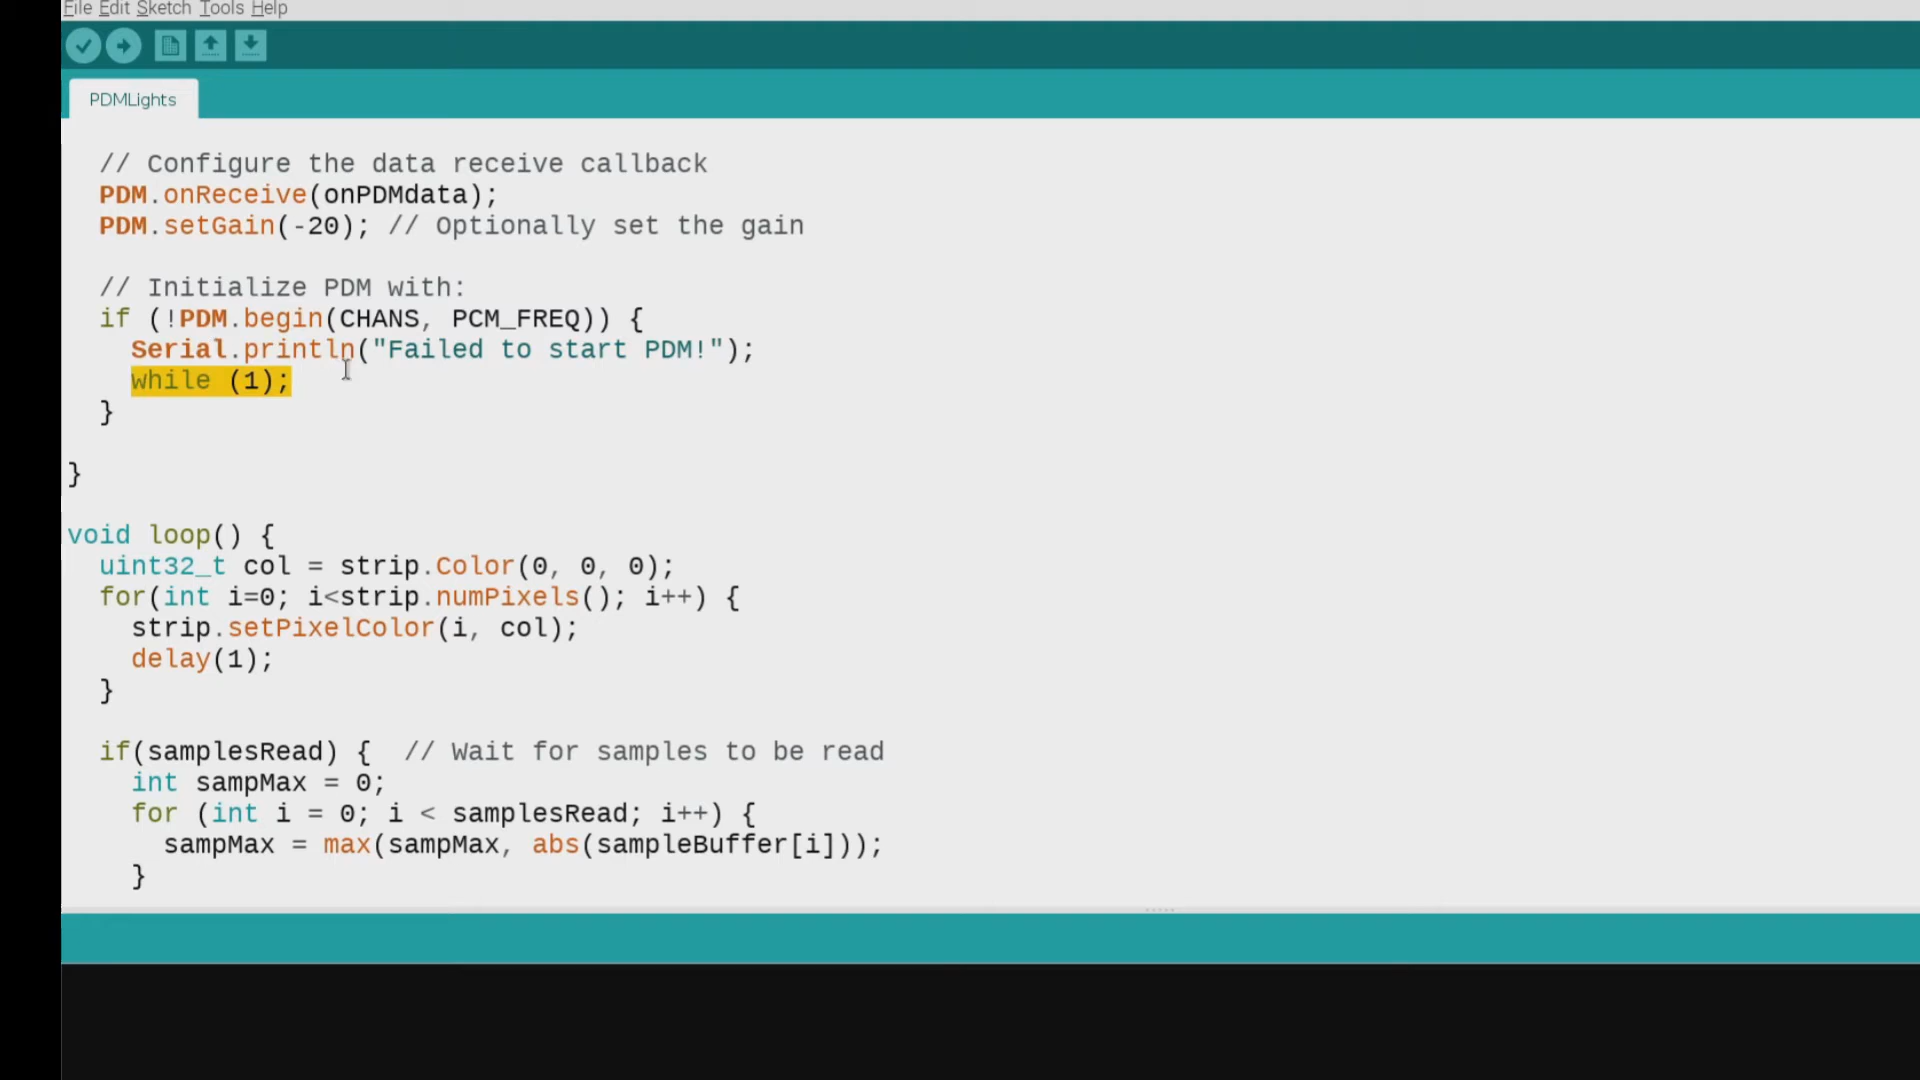 File Edit Sketch Tools Help
PDMLights
// Configure the data receive callback
PDM.onReceive(onPDMdata);
PDM.setGain(-20); // Optionally set the gain
// Initialize PDM with:
if (!PDM.begin(CHANS, PCM_FREQ)) {
Serial.println("Failed to start PDM!");
while (1);
}
}
void loop() {
uint32_t col = strip.Color(0, 0, 0);
for(int i=0; i<strip.numPixels(); i++) {
strip.setPixelColor(i, col);
delay(1);
}
if(samplesRead) {  // Wait for samples to be read
int sampMax = 0;
for (int i = 0; i < samplesRead; i++) {
sampMax = max(sampMax, abs(sampleBuffer[i]));
}